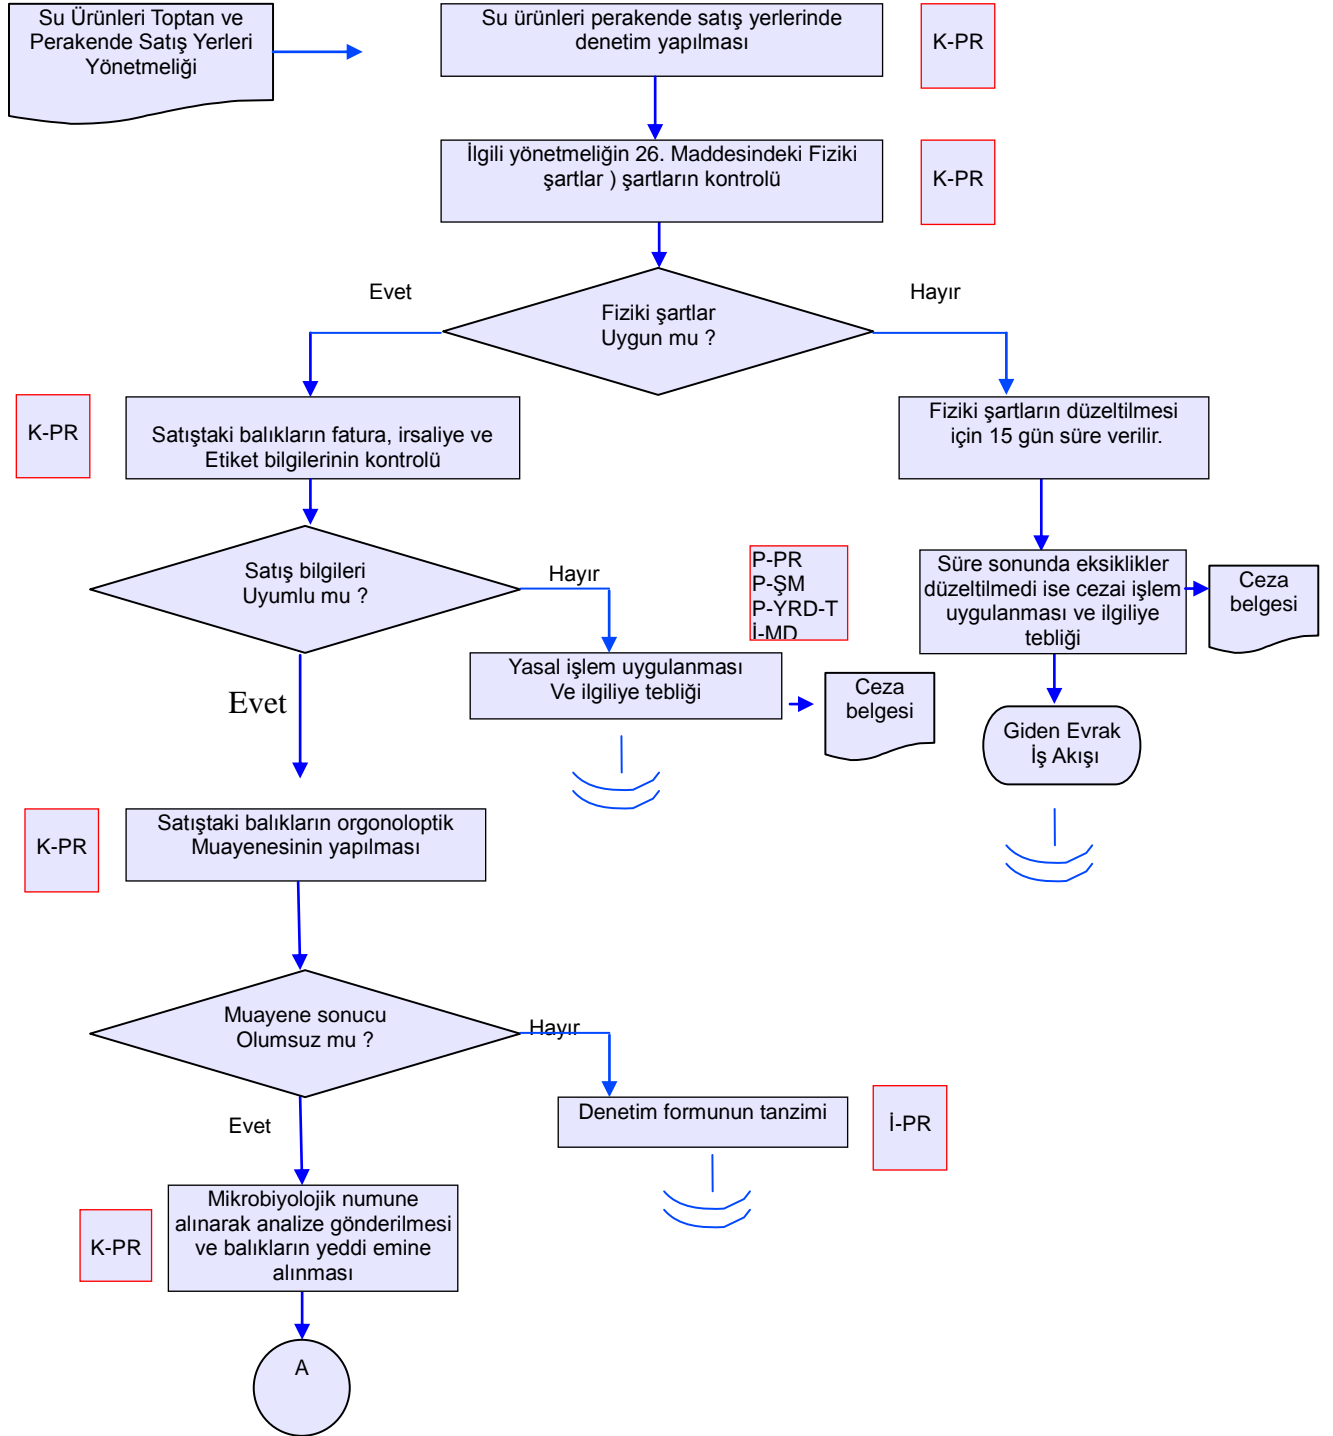 Su Ürünleri Toptan ve
Perakende Satış Yerleri
Yönetmeliği
Su ürünleri perakende satış yerlerinde
denetim yapılması
K-PR
İlgili yönetmeliğin 26. Maddesindeki Fiziki
şartlar ) şartların kontrolü
K-PR
Evet
Hayır
Fiziki şartlar
Uygun mu ?
K-PR
Satıştaki balıkların fatura, irsaliye ve
Etiket bilgilerinin kontrolü
Fiziki şartların düzeltilmesi
için 15 gün süre verilir.
Satış bilgileri
Uyumlu mu ?
Hayır
P-PR
P-ŞM
P-YRD-T
İ-MD
Süre sonunda eksiklikler
düzeltilmedi ise cezai işlem
uygulanması ve ilgiliye
tebliği
Ceza
belgesi
Evet
Yasal işlem uygulanması
Ve ilgiliye tebliği
Ceza
belgesi
Giden Evrak
İş Akışı
K-PR
Satıştaki balıkların orgonoloptik
Muayenesinin yapılması
Muayene sonucu
Olumsuz mu ?
Hayır
Evet
Denetim formunun tanzimi
İ-PR
K-PR
Mikrobiyolojik numune
alınarak analize gönderilmesi
ve balıkların yeddi emine
alınması
A